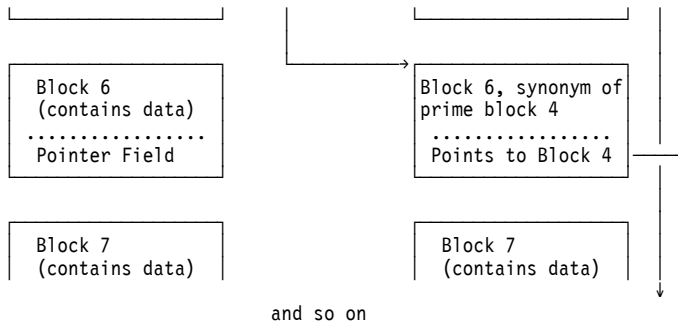 Block 6
(contains data)
.................
Pointer Field
Block 6, synonym of
prime block 4
.................
Points to Block 4
Block 7
(contains data)
Block 7
(contains data)
and so on